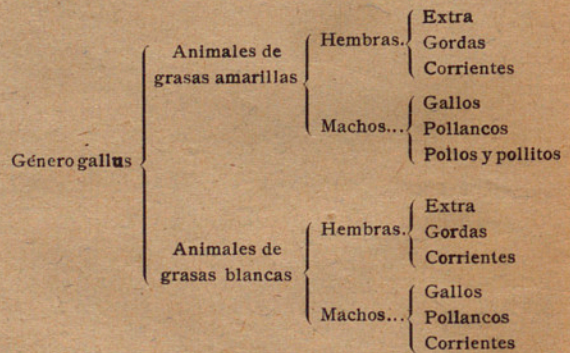 Extra
Hembras. Gordas
Corrientes
Animales de
grasas amarillas
Gallos
Machos... Pollancos
Pollos y pollitos
Género gallus
Extra
Hembras. Gordas
Corrientes
Animales de
grasas blancas
Gallos
Machos... Pollancos
Corrientes